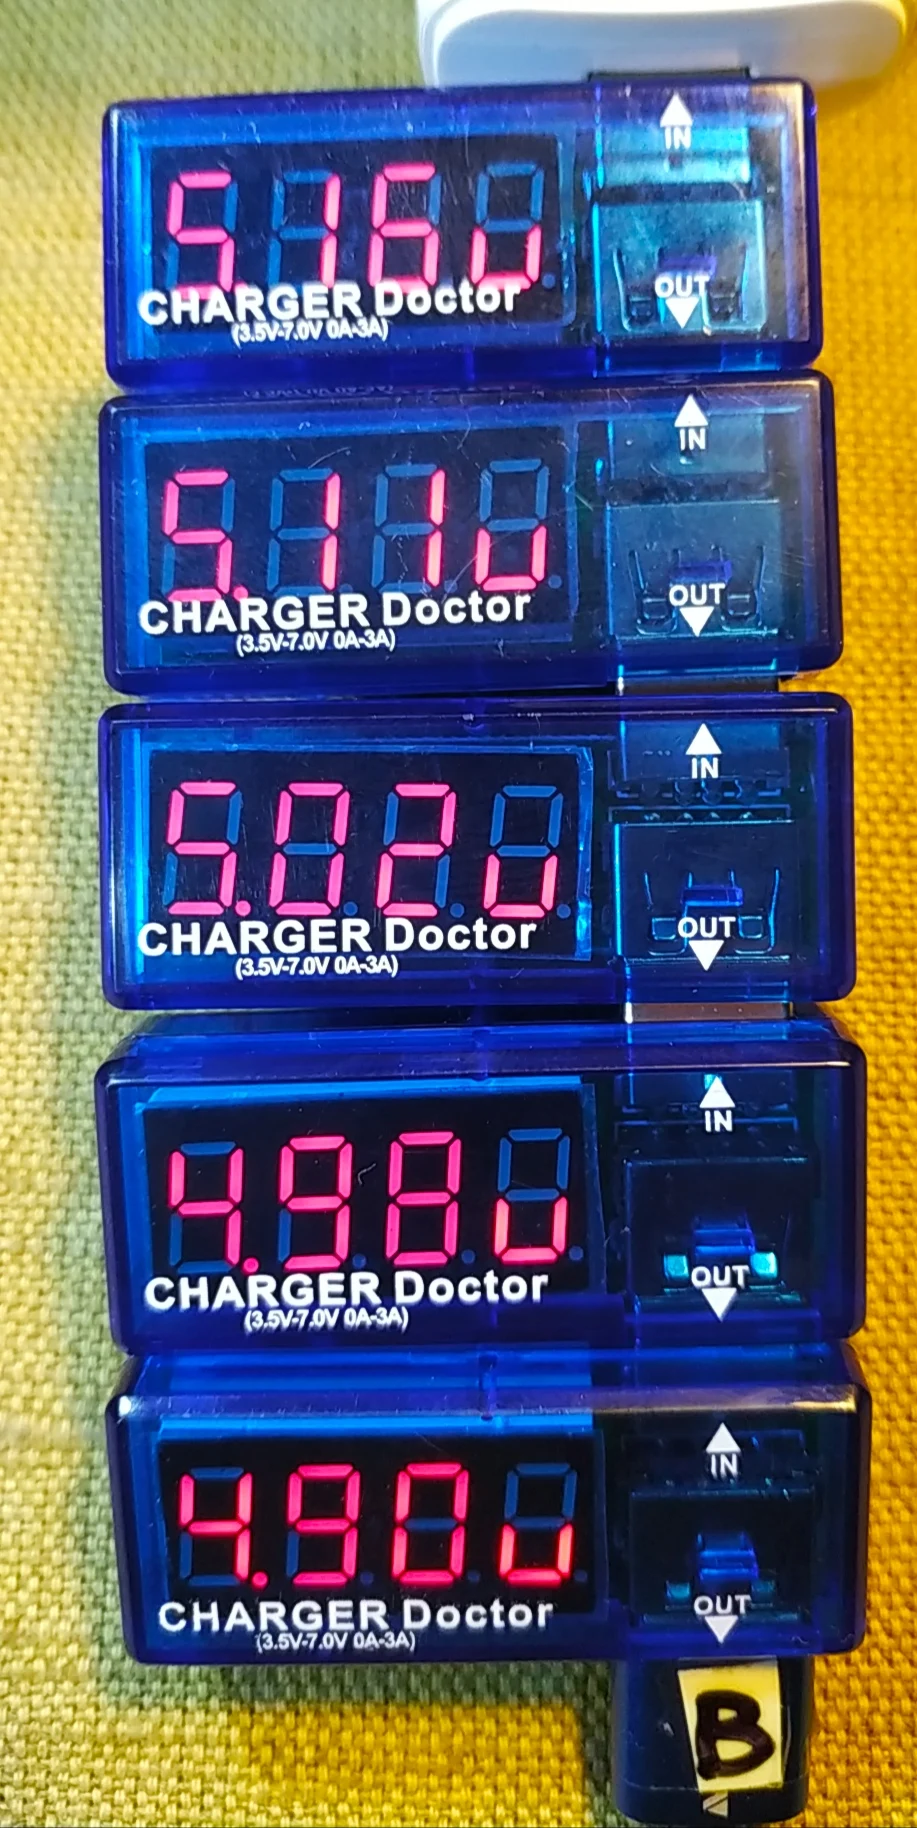 IN
5.16u
OUT
CHARGER Doctor
(3.5V-7.0V 0A-3A)
IN
5.11u
OUT
CHARGER Doctor
(3.5V-7.0V 0A-3A)
IN
5.02u
OUT
CHARGER Doctor
(3.5V-7.0V 0A-3A)
IN
4.98u
OUT
CHARGER Doctor
(3.5V-7.0V 0A-3A)
IN
4.90u
OUT
CHARGER Doctor
(3.5V-7.0V 0A-3A)
B